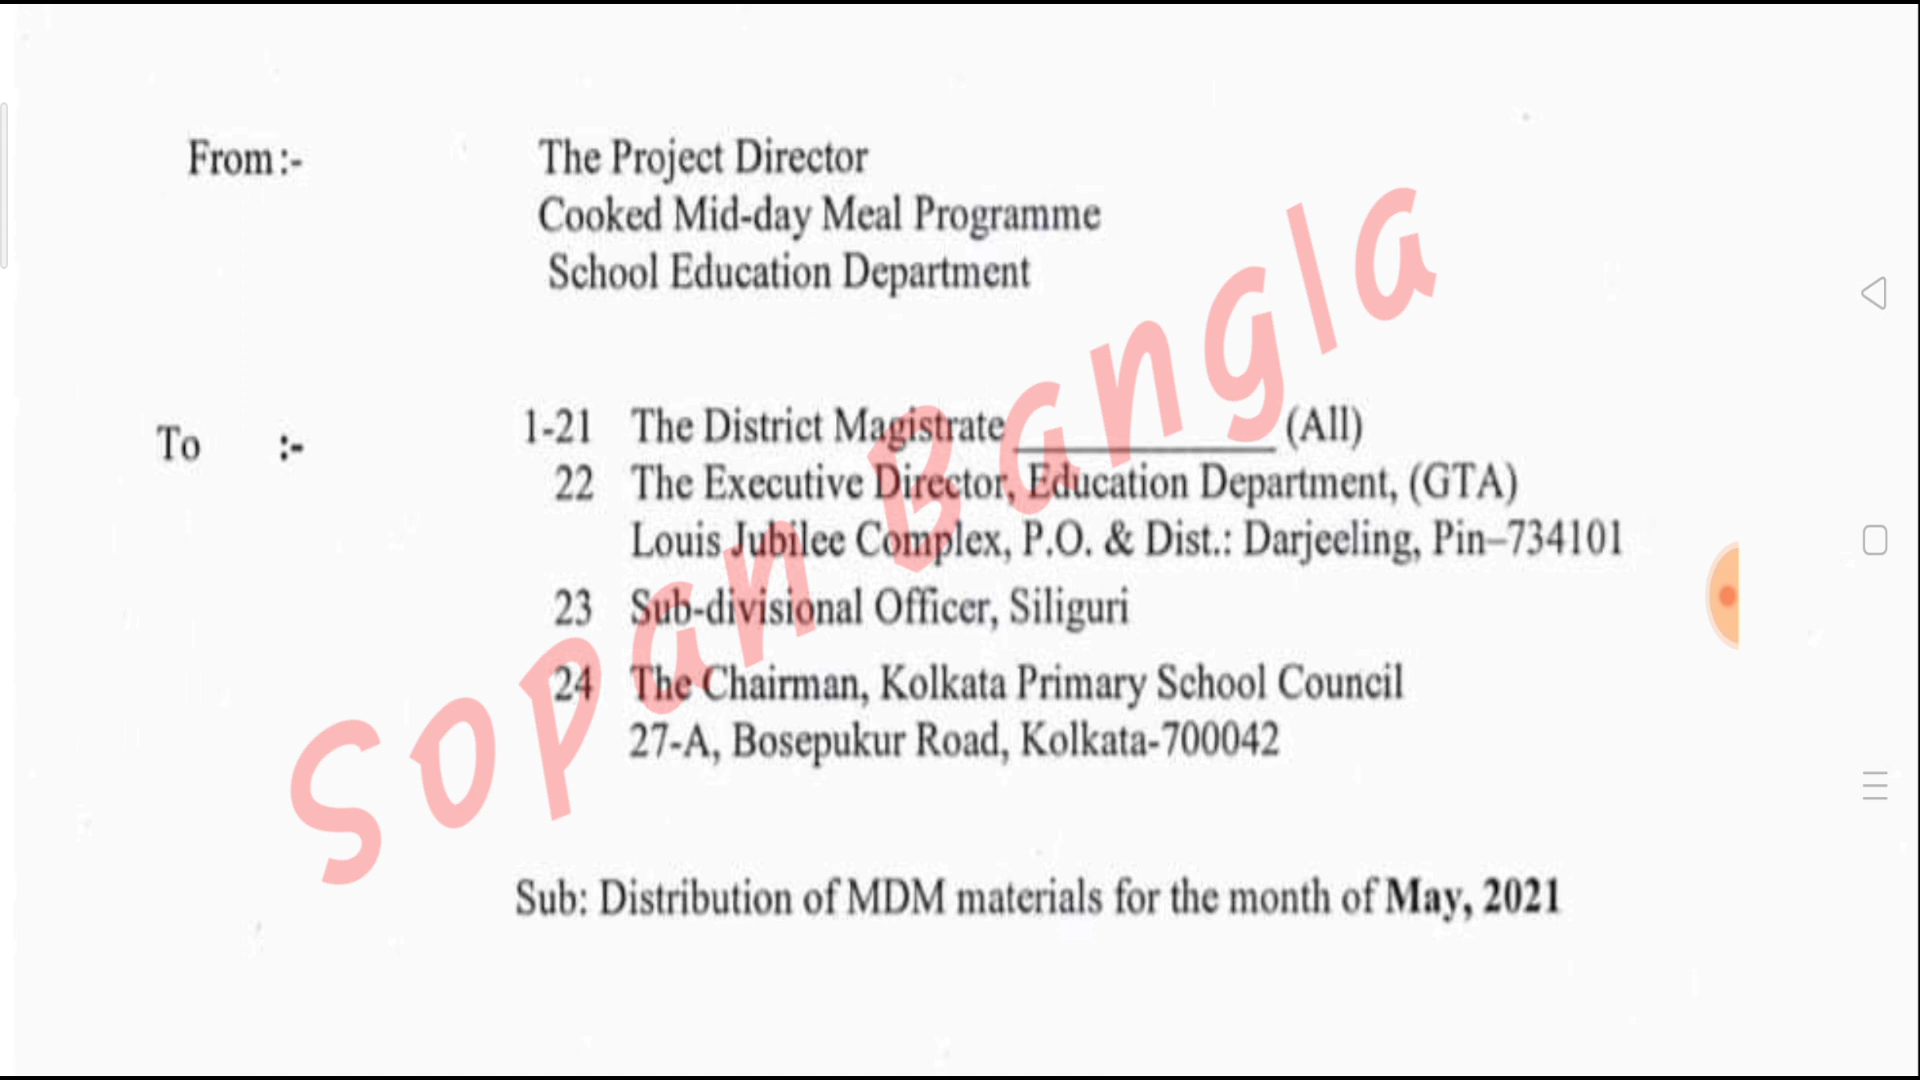 From :- The Project Director
Cooked Mid-day Meal Programme
School Education Department
To :- 1-21 The District Magistrate ____________ (All)
22 The Executive Director, Education Department, (GTA)
Louis Jubilee Complex, P.O. & Dist.: Darjeeling, Pin–734101
23 Sub-divisional Officer, Siliguri
24 The Chairman, Kolkata Primary School Council
27-A, Bosepukur Road, Kolkata-700042
Sub: Distribution of MDM materials for the month of May, 2021
Sopan Bangla